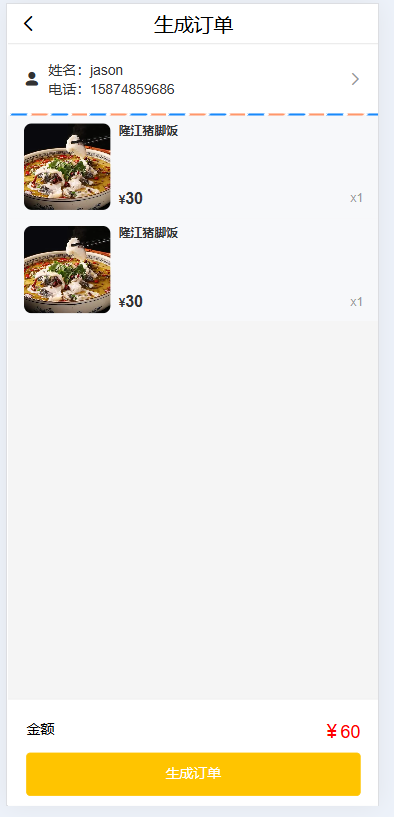 生成订单
姓名：jason
电话：15874859686
隆江猪脚饭
¥30 x1
隆江猪脚饭
¥30 x1
金额 ¥60
生成订单